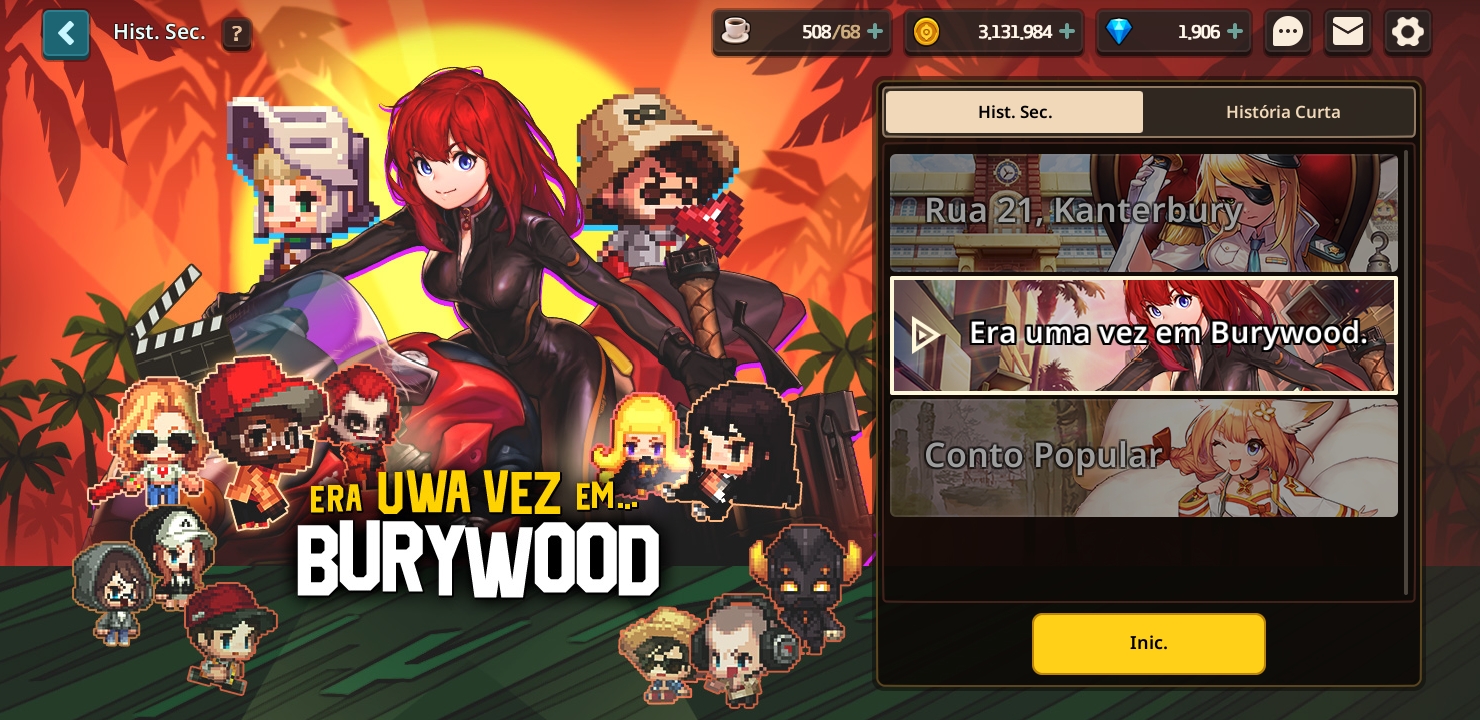 Hist. Sec.
?
508/68
3,131,984
1,906
Hist. Sec.
História Curta
Rua 21, Kanterbury
Era uma vez em Burywood.
Conto Popular
ERA UWA VEZ EM...
BURYWOOD
Inic.